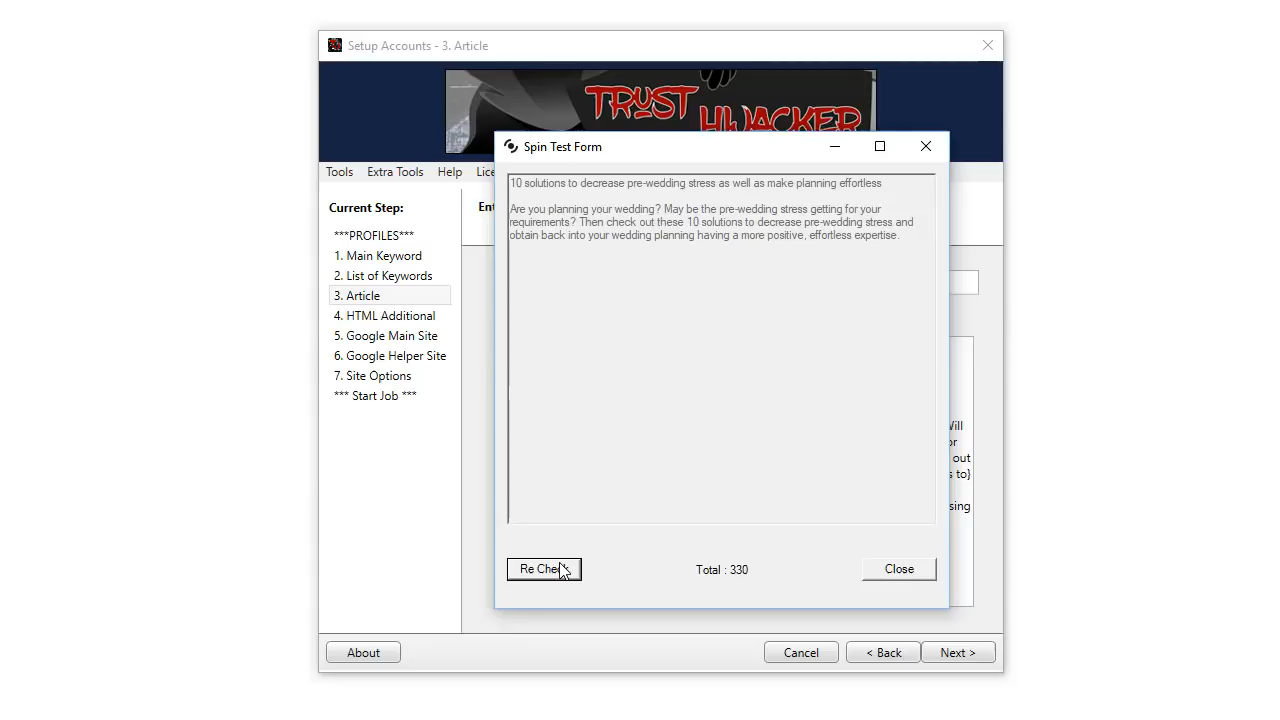 Setup Accounts - 3. Article
TRUST HIJACKER
Spin Test Form
Tools Extra Tools Help
Current Step:
***PROFILES***
1. Main Keyword
2. List of Keywords
3. Article
4. HTML Additional
5. Google Main Site
6. Google Helper Site
7. Site Options
*** Start Job ***
10 solutions to decrease pre-wedding stress as well as make planning effortless
Are you planning your wedding? May be the pre-wedding stress getting for your
requirements? Then check out these 10 solutions to decrease pre-wedding stress and
obtain back into your wedding planning having a more positive, effortless expertise.
out
s to}
Re Check
Total : 330
Close
About
Cancel
< Back
Next >